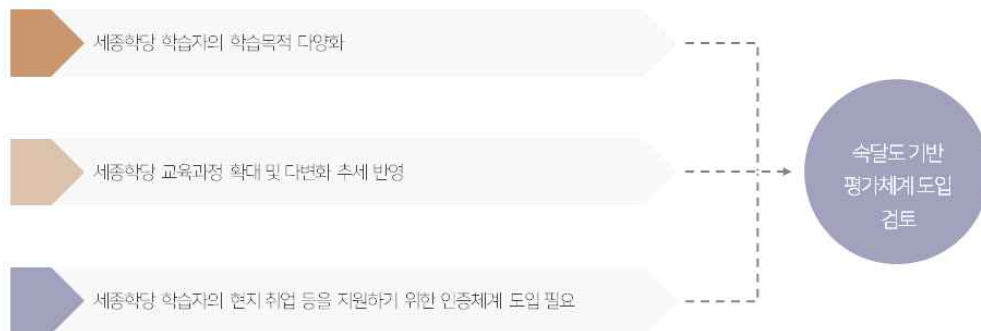 세종학당 학습자의 학습목적 다양화
세종학당 교육과정 확대 및 다변화 추세 반영
세종학당 학습자의 현지 취업 등을 지원하기 위한 인증체계 도입 필요
숙달도 기반
평가체계 도입
검토